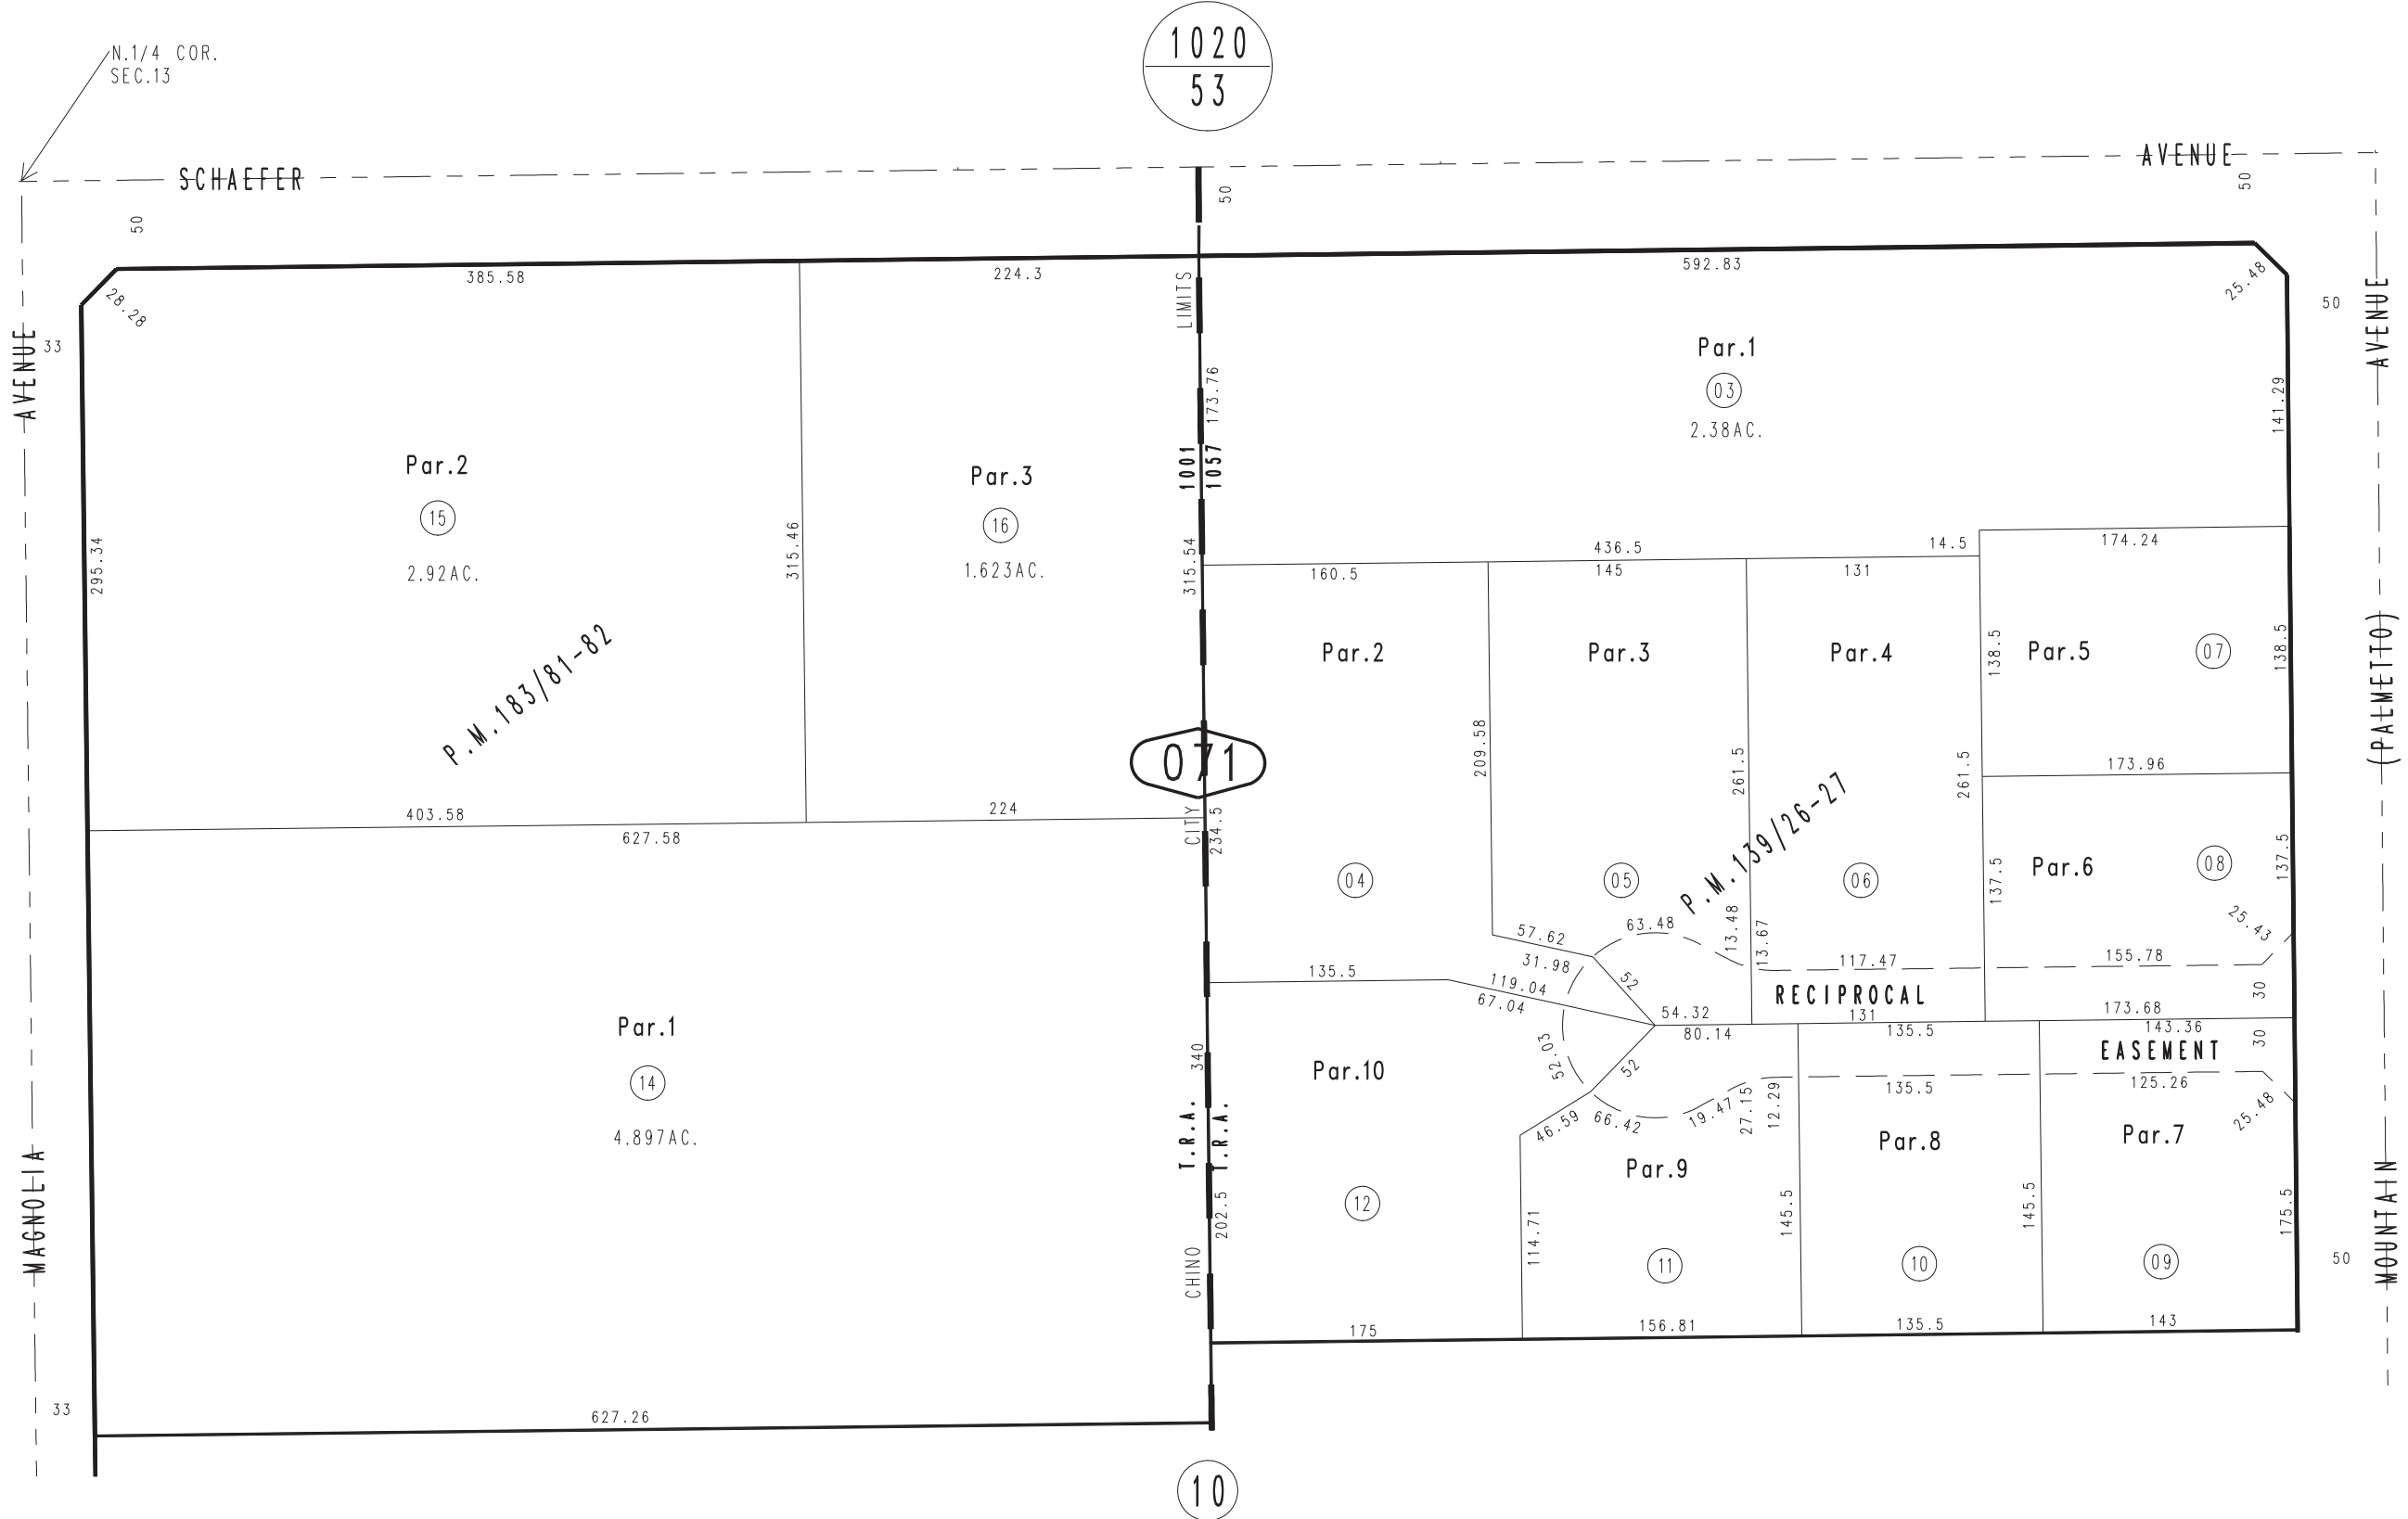 1020
53
N.1/4 COR.
SEC.13
SCHAEFER
AVENUE
50
50
50
385.58
224.3
592.83
28.28
25.48
AVENUE
33
LIMITS
50
AVENUE
Par.1
03
2.38AC.
173.76
141.29
1001
1057
Par.2
15
2.92AC.
Par.3
16
1.623AC.
295.34
315.46
315.54
436.5
14.5
174.24
160.5
145
131
P.M.183/81-82
Par.2
Par.3
Par.4
138.5
Par.5
07
138.5
(PALMETTO)
071
209.58
261.5
261.5
173.96
P.M.139/26-27
403.58
224
627.58
CITY
234.5
04
05
06
137.5
Par.6
08
137.5
57.62
63.48
13.48
13.67
25.43
31.98
52
117.47
155.78
135.5
119.04
67.04
RECIPROCAL
30
54.32
131
173.68
80.14
135.5
143.36
Par.1
14
4.897AC.
340
Par.10
52.03
52
EASEMENT
30
135.5
125.26
T.R.A.
T.R.A.
46.59
66.42
19.47
27.15
12.29
25.48
Par.9
Par.8
Par.7
MAGNOLIA
202.5
12
114.71
145.5
145.5
175.5
MOUNTAIN
CHINO
11
10
09
50
175
156.81
135.5
143
33
627.26
10